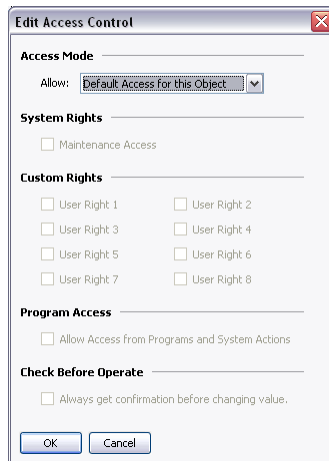 Edit Access Control
Access Mode
Allow: Default Access for this Object
System Rights
Maintenance Access
Custom Rights
User Right 1 User Right 2
User Right 3 User Right 4
User Right 5 User Right 6
User Right 7 User Right 8
Program Access
Allow Access from Programs and System Actions
Check Before Operate
Always get confirmation before changing value.
OK Cancel